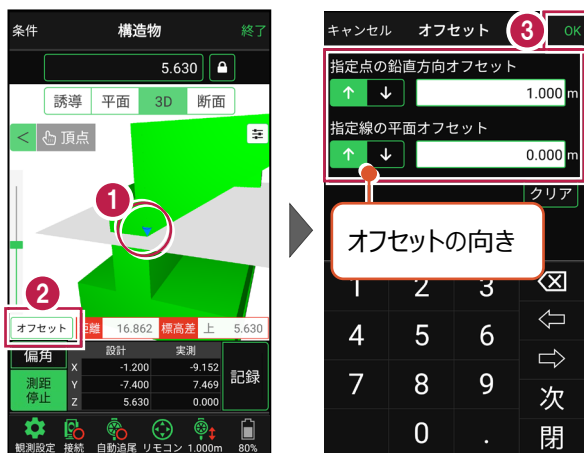 条件 構造物 終了
5.630
誘導 平面 3D 断面
< 頂点
1
2
オフセット 距離 16.862 標高差 上 5.630
偏角 設計 実測
X -1.200 -9.152
測距停止 Y -7.400 7.469 記録
Z 5.630 0.000
観測設定 接続 自動追尾 リモコン 1.000m 80%
キャンセル オフセット 3 OK
指定点の鉛直方向オフセット
↑ ↓ 1.000 m
指定線の平面オフセット
↑ ↓ 0.000 m
クリア
オフセットの向き
1 2 3
4 5 6
7 8 9 次
0 . 閉